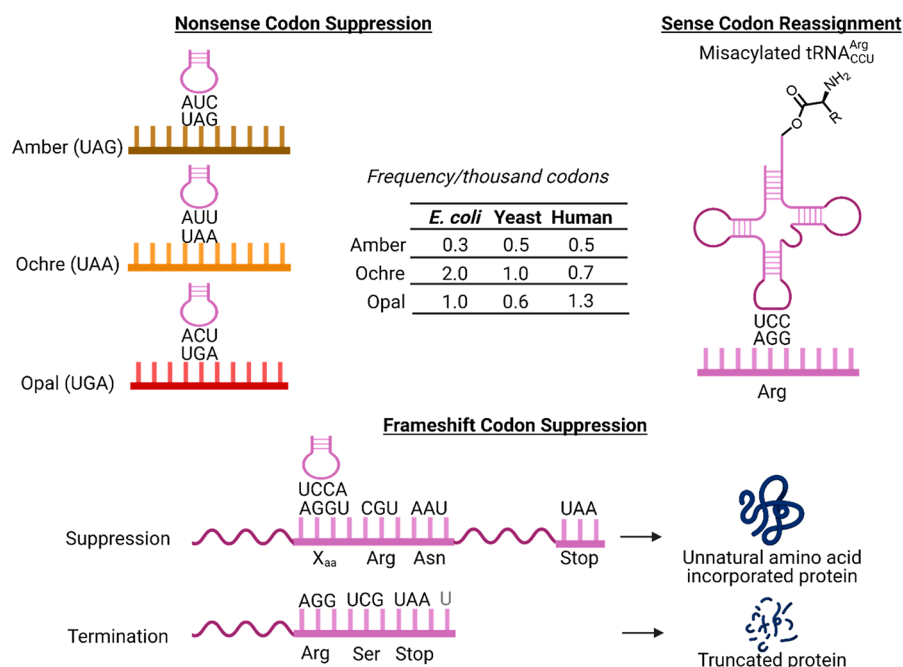 Nonsense Codon Suppression
AUC
UAG
Amber (UAG)
AUU
UAA
Ochre (UAA)
ACU
UGA
Opal (UGA)
Frequency/thousand codons
E. coli Yeast Human
Amber 0.3 0.5 0.5
Ochre 2.0 1.0 0.7
Opal 1.0 0.6 1.3
Sense Codon Reassignment
Misacylated tRNA Arg CCU
NH2
O
O
R
UCC
AGG
Arg
Frameshift Codon Suppression
UCCA
AGGU CGU AAU UAA
Suppression
Xaa Arg Asn Stop
Unnatural amino acid
incorporated protein
AGG UCG UAA U
Termination
Arg Ser Stop
Truncated protein